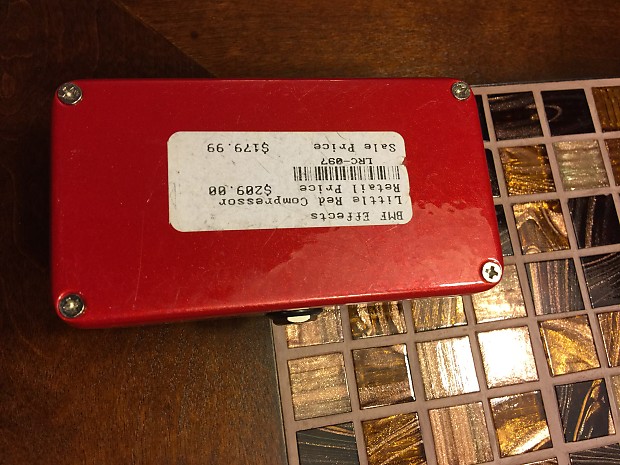 BMF Effects
Little Red Compressor
Retail Price $209.00
LRC-097
Sale Price $179.99